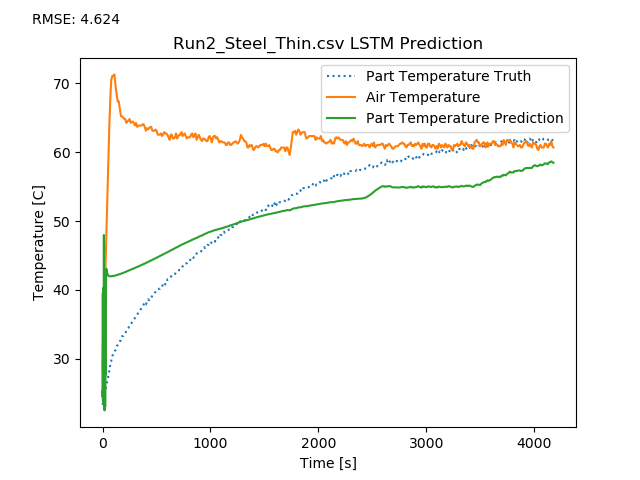 RMSE: 4.624
Run2_Steel_Thin.csv LSTM Prediction
Part Temperature Truth
Air Temperature
Part Temperature Prediction
Temperature [C]
70
60
50
40
30
0 1000 2000 3000 4000
Time [s]